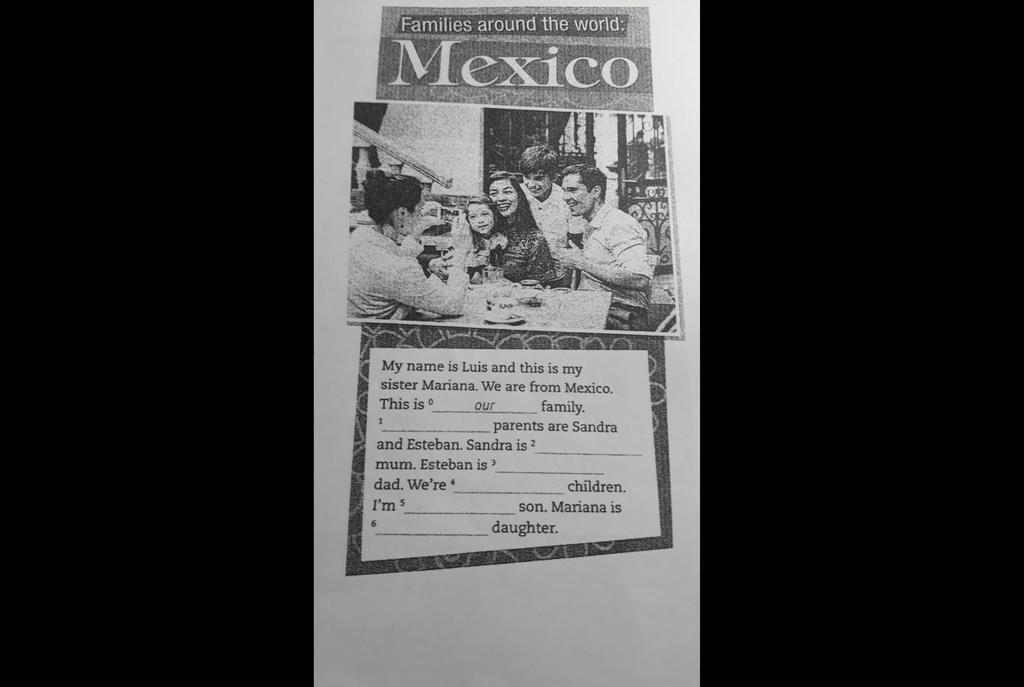 Families around the world:
Mexico
My name is Luis and this is my
sister Mariana. We are from Mexico.
This is ⁰ our family.
¹ parents are Sandra
and Esteban. Sandra is ²
mum. Esteban is ³
dad. We're ⁴ children.
I'm ⁵ son. Mariana is
⁶ daughter.